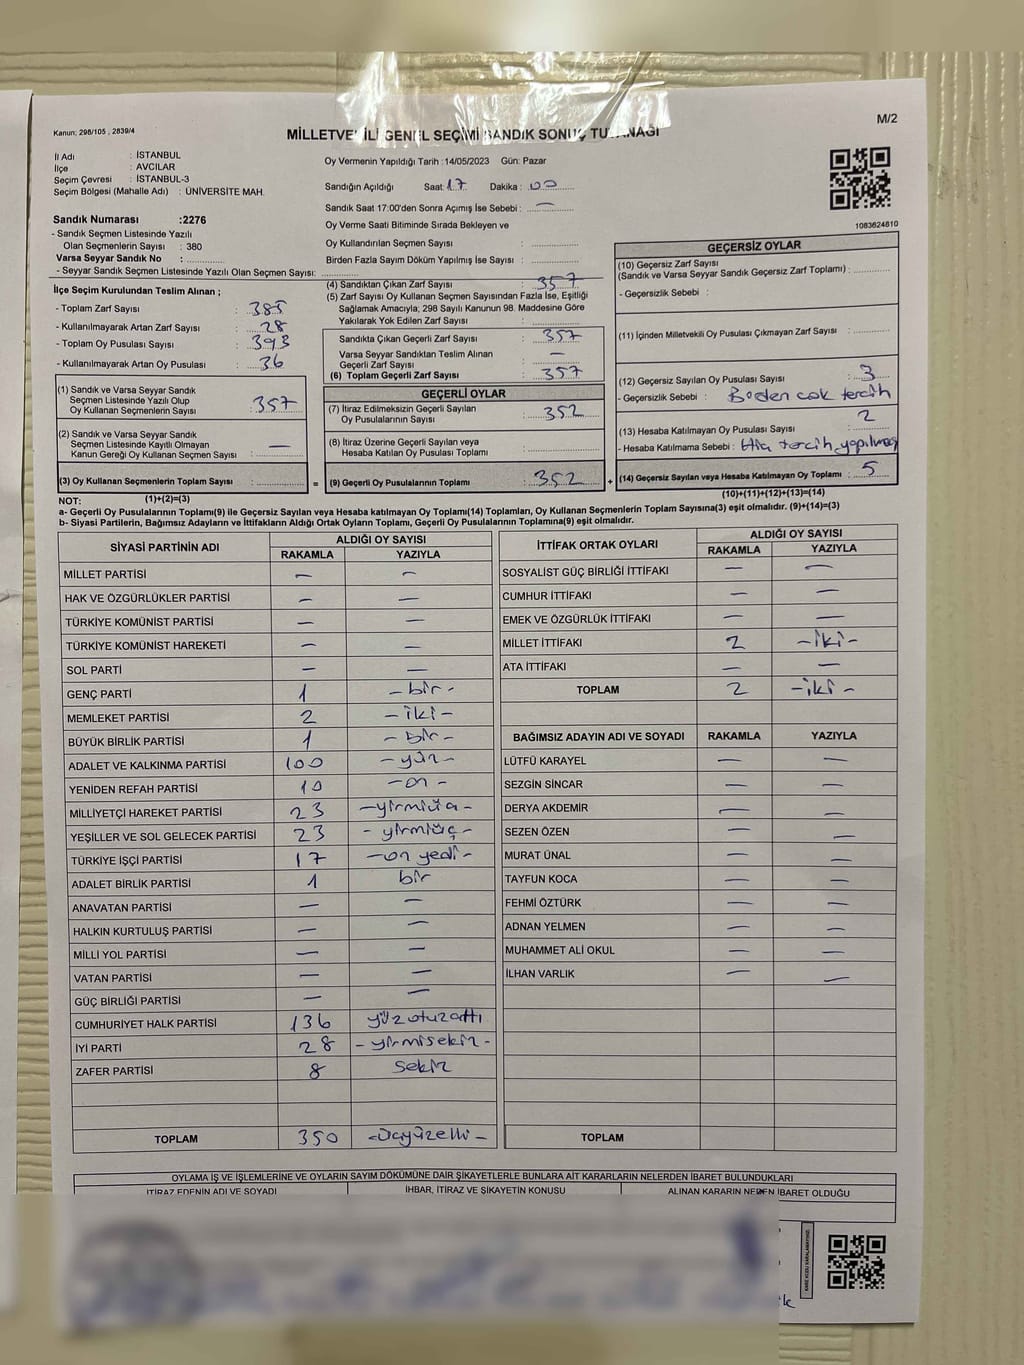 Kanun: 298/105 , 2839/4
M/2
MİLLETVE İLİ GENEL SEÇİMİ SANDIK SONUÇ TUTANAĞI
İl Adı : İSTANBUL
İlçe : AVCILAR
Seçim Çevresi : İSTANBUL-3
Seçim Bölgesi (Mahalle Adı) : ÜNİVERSİTE MAH.
Sandık Numarası :2276
- Sandık Seçmen Listesinde Yazılı
Olan Seçmenlerin Sayısı : 380
Varsa Seyyar Sandık No :
- Seyyar Sandık Seçmen Listesinde Yazılı Olan Seçmen Sayısı:
Oy Vermenin Yapıldığı Tarih :14/05/2023 Gün: Pazar
Sandığın Açıldığı Saat: 17 Dakika : 00
Sandık Saat 17:00'den Sonra Açımış İse Sebebi : —
Oy Verme Saati Bitiminde Sırada Bekleyen ve
Oy Kullandırılan Seçmen Sayısı :
Birden Fazla Sayım Döküm Yapılmış İse Sayısı :
1083624610
İlçe Seçim Kurulundan Teslim Alınan ;
- Toplam Zarf Sayısı : 385
- Kullanılmayarak Artan Zarf Sayısı : 28
- Toplam Oy Pusulası Sayısı : 393
- Kullanılmayarak Artan Oy Pusulası : 36
(1) Sandık ve Varsa Seyyar Sandık
Seçmen Listesinde Yazılı Olup
Oy Kullanan Seçmenlerin Sayısı : 357
(2) Sandık ve Varsa Seyyar Sandık
Seçmen Listesinde Kayıtlı Olmayan
Kanun Gereği Oy Kullanan Seçmen Sayısı : —
(3) Oy Kullanan Seçmenlerin Toplam Sayısı :
=
(4) Sandıktan Çıkan Zarf Sayısı : 357
(5) Zarf Sayısı Oy Kullanan Seçmen Sayısından Fazla İse, Eşitliği
Sağlamak Amacıyla, 298 Sayılı Kanunun 98. Maddesine Göre
Yakılarak Yok Edilen Zarf Sayısı :
Sandıkta Çıkan Geçerli Zarf Sayısı : 357
Varsa Seyyar Sandıktan Teslim Alınan
Geçerli Zarf Sayısı : —
(6) Toplam Geçerli Zarf Sayısı : 357
GEÇERLİ OYLAR
(7) İtiraz Edilmeksizin Geçerli Sayılan
Oy Pusulasının Sayısı : 352
(8) İtiraz Üzerine Geçerli Sayılan veya
Hesaba Katılan Oy Pusulası Toplamı :
(9) Geçerli Oy Pusulalarının Toplamı : 352
+
GEÇERSİZ OYLAR
(10) Geçersiz Zarf Sayısı
(Sandık ve Varsa Seyyar Sandık Geçersiz Zarf Toplamı) :
- Geçersizlik Sebebi :
(11) İçinden Milletvekili Oy Pusulası Çıkmayan Zarf Sayısı :
(12) Geçersiz Sayılan Oy Pusulası Sayısı : 3
- Geçersizlik Sebebi : çok tercih
(13) Hesaba Katılmayan Oy Pusulası Sayısı : 2
- Hesaba Katılmama Sebebi : Hiç tercih yapılmış
(14) Geçersiz Sayılan veya Hesaba Katılmayan Oy Toplamı : 5
NOT: (1)+(2)=(3)
(10)+(11)+(12)+(13)=(14)
a- Geçerli Oy Pusulalarının Toplamı(9) ile Geçersiz Sayılan veya Hesaba katılmayan Oy Toplamı(14) Toplamları, Oy Kullanan Seçmenlerin Toplam Sayısına(3) eşit olmalıdır. (9)+(14)=(3)
b- Siyasi Partilerin, Bağımsız Adayların ve İttifakların Aldığı Ortak Oyların Toplamı, Geçerli Oy Pusulalarının Toplamına(9) eşit olmalıdır.
SİYASİ PARTİNİN ADI ALDIĞI OY SAYISI
RAKAMLA YAZIYLA
MİLLET PARTİSİ — —
HAK VE ÖZGÜRLÜKLER PARTİSİ — —
TÜRKİYE KOMÜNİST PARTİSİ — —
TÜRKİYE KOMÜNİST HAREKETİ — —
SOL PARTİ — —
GENÇ PARTİ 1 - bir -
MEMLEKET PARTİSİ 2 - iki -
BÜYÜK BİRLİK PARTİSİ 1 - bir -
ADALET VE KALKINMA PARTİSİ 100 - yüz -
YENİDEN REFAH PARTİSİ 10 - on -
MİLLİYETÇİ HAREKET PARTİSİ 23 - yirmiüç -
YEŞİLLER VE SOL GELECEK PARTİSİ 23 - yirmiüç -
TÜRKİYE İŞÇİ PARTİSİ 17 - on yedi -
ADALET BİRLİK PARTİSİ 1 bir
ANAVATAN PARTİSİ — —
HALKIN KURTULUŞ PARTİSİ — —
MİLLİ YOL PARTİSİ — —
VATAN PARTİSİ — —
GÜÇ BİRLİĞİ PARTİSİ — —
CUMHURİYET HALK PARTİSİ 136 yüzotuzaltı
İYİ PARTİ 28 - yirmisekiz -
ZAFER PARTİSİ 8 sekiz
TOPLAM 350 - üçyüzelli -
İTTİFAK ORTAK OYLARI ALDIĞI OY SAYISI
RAKAMLA YAZIYLA
SOSYALİST GÜÇ BİRLİĞİ İTTİFAKI — —
CUMHUR İTTİFAKI — —
EMEK VE ÖZGÜRLÜK İTTİFAKI — —
MİLLET İTTİFAKI 2 - iki -
ATA İTTİFAKI — —
TOPLAM 2 - iki -
BAĞIMSIZ ADAYIN ADI VE SOYADI RAKAMLA YAZIYLA
LÜTFÜ KARAYEL — —
SEZGİN SİNCAR — —
DERYA AKDEMİR — —
SEZEN ÖZEN — —
MURAT ÜNAL — —
TAYFUN KOCA — —
FEHMİ ÖZTÜRK — —
ADNAN YELMEN — —
MUHAMMET ALİ OKUL — —
İLHAN VARLIK — —
TOPLAM
OYLAMA İŞ VE İŞLEMLERİNE VE OYLARIN SAYIM DÖKÜMÜNE DAİR ŞİKAYETLERLE BUNLARA AİT KARARLARIN NELERDEN İBARET BULUNDUKLARI
İTİRAZ EDENİN ADI VE SOYADI İHBAR, İTİRAZ VE ŞİKAYETİN KONUSU ALINAN KARARIN NEDEN İBARET OLDUĞU